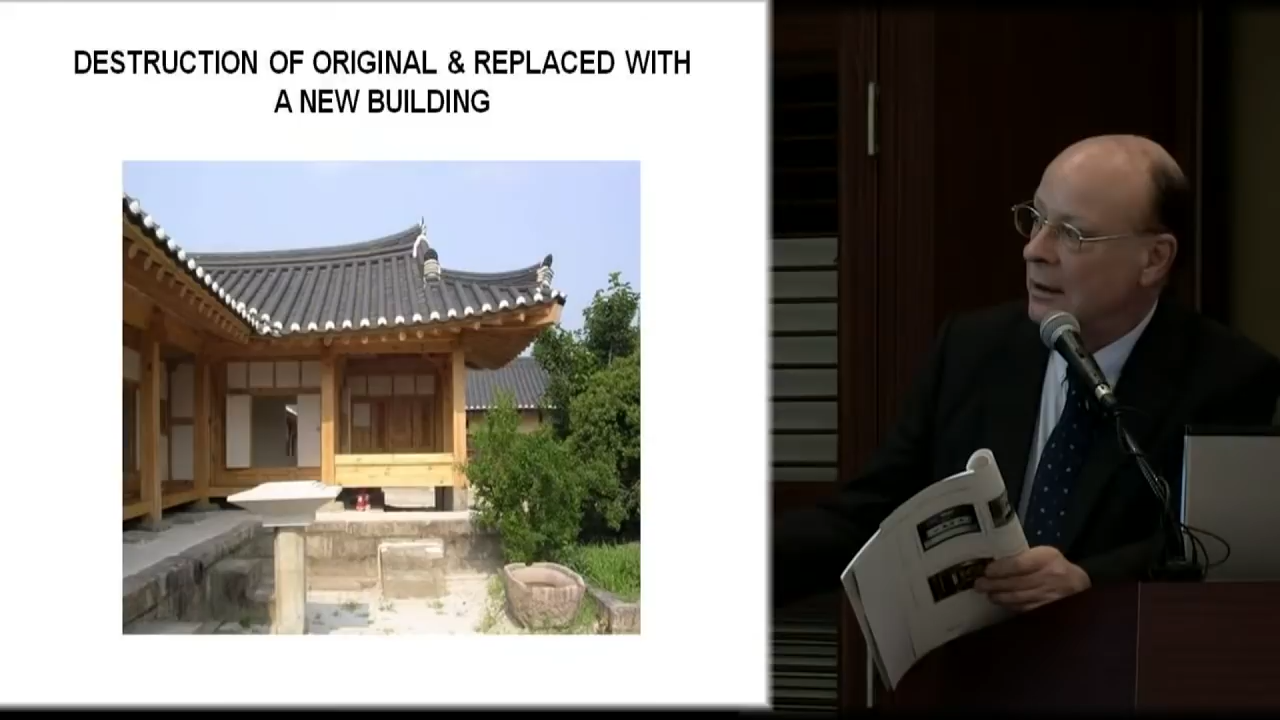 DESTRUCTION OF ORIGINAL & REPLACED WITH
A NEW BUILDING